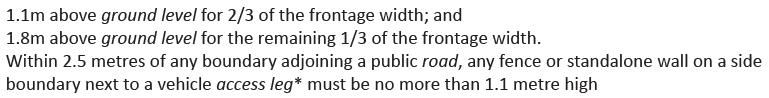 1.1m above ground level for 2/3 of the frontage width; and
1.8m above ground level for the remaining 1/3 of the frontage width.
Within 2.5 metres of any boundary adjoining a public road, any fence or standalone wall on a side
boundary next to a vehicle access leg* must be no more than 1.1 metre high